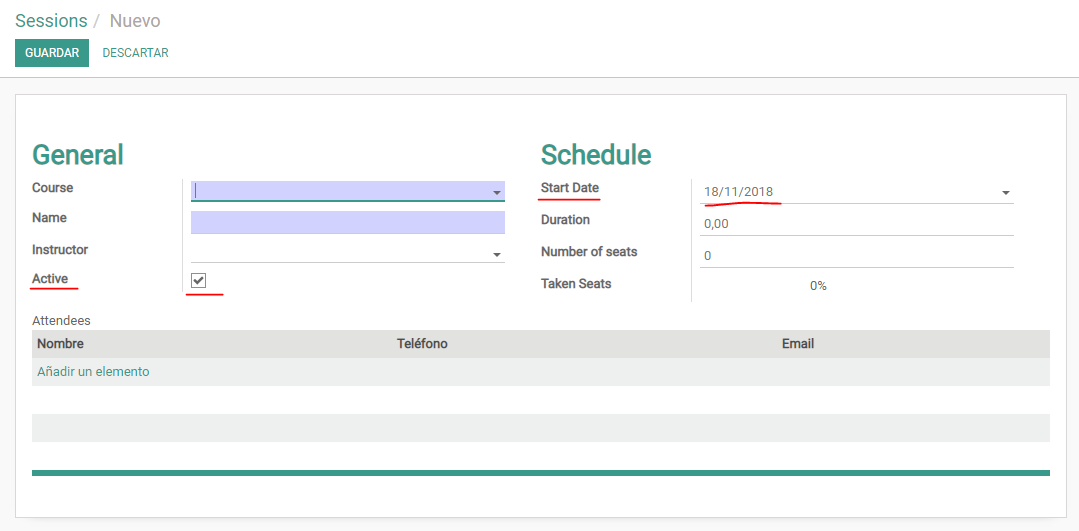 Sessions / Nuevo
GUARDAR DESCARTAR
General
Course
Name
Instructor
Active
Schedule
Start Date 18/11/2018
Duration 0,00
Number of seats 0
Taken Seats 0%
Attendees
Nombre Teléfono Email
Añadir un elemento